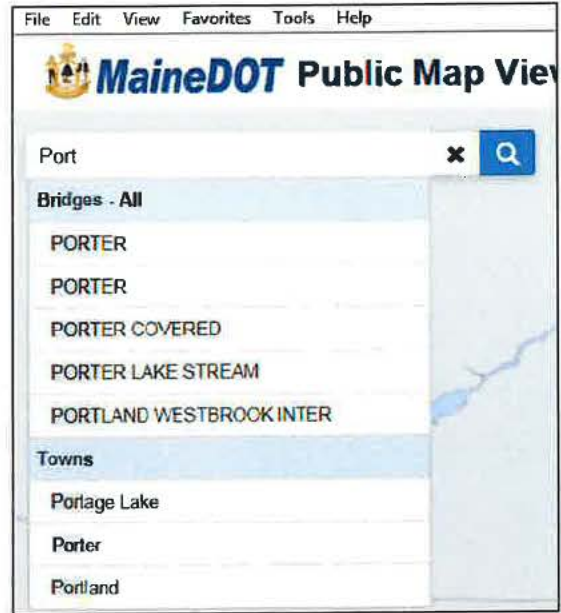 File Edit View Favorites Tools Help
MaineDOT Public Map Vie
Port
Bridges - All
PORTER
PORTER
PORTER COVERED
PORTER LAKE STREAM
PORTLAND WESTBROOK INTER
Towns
Portage Lake
Porter
Portland